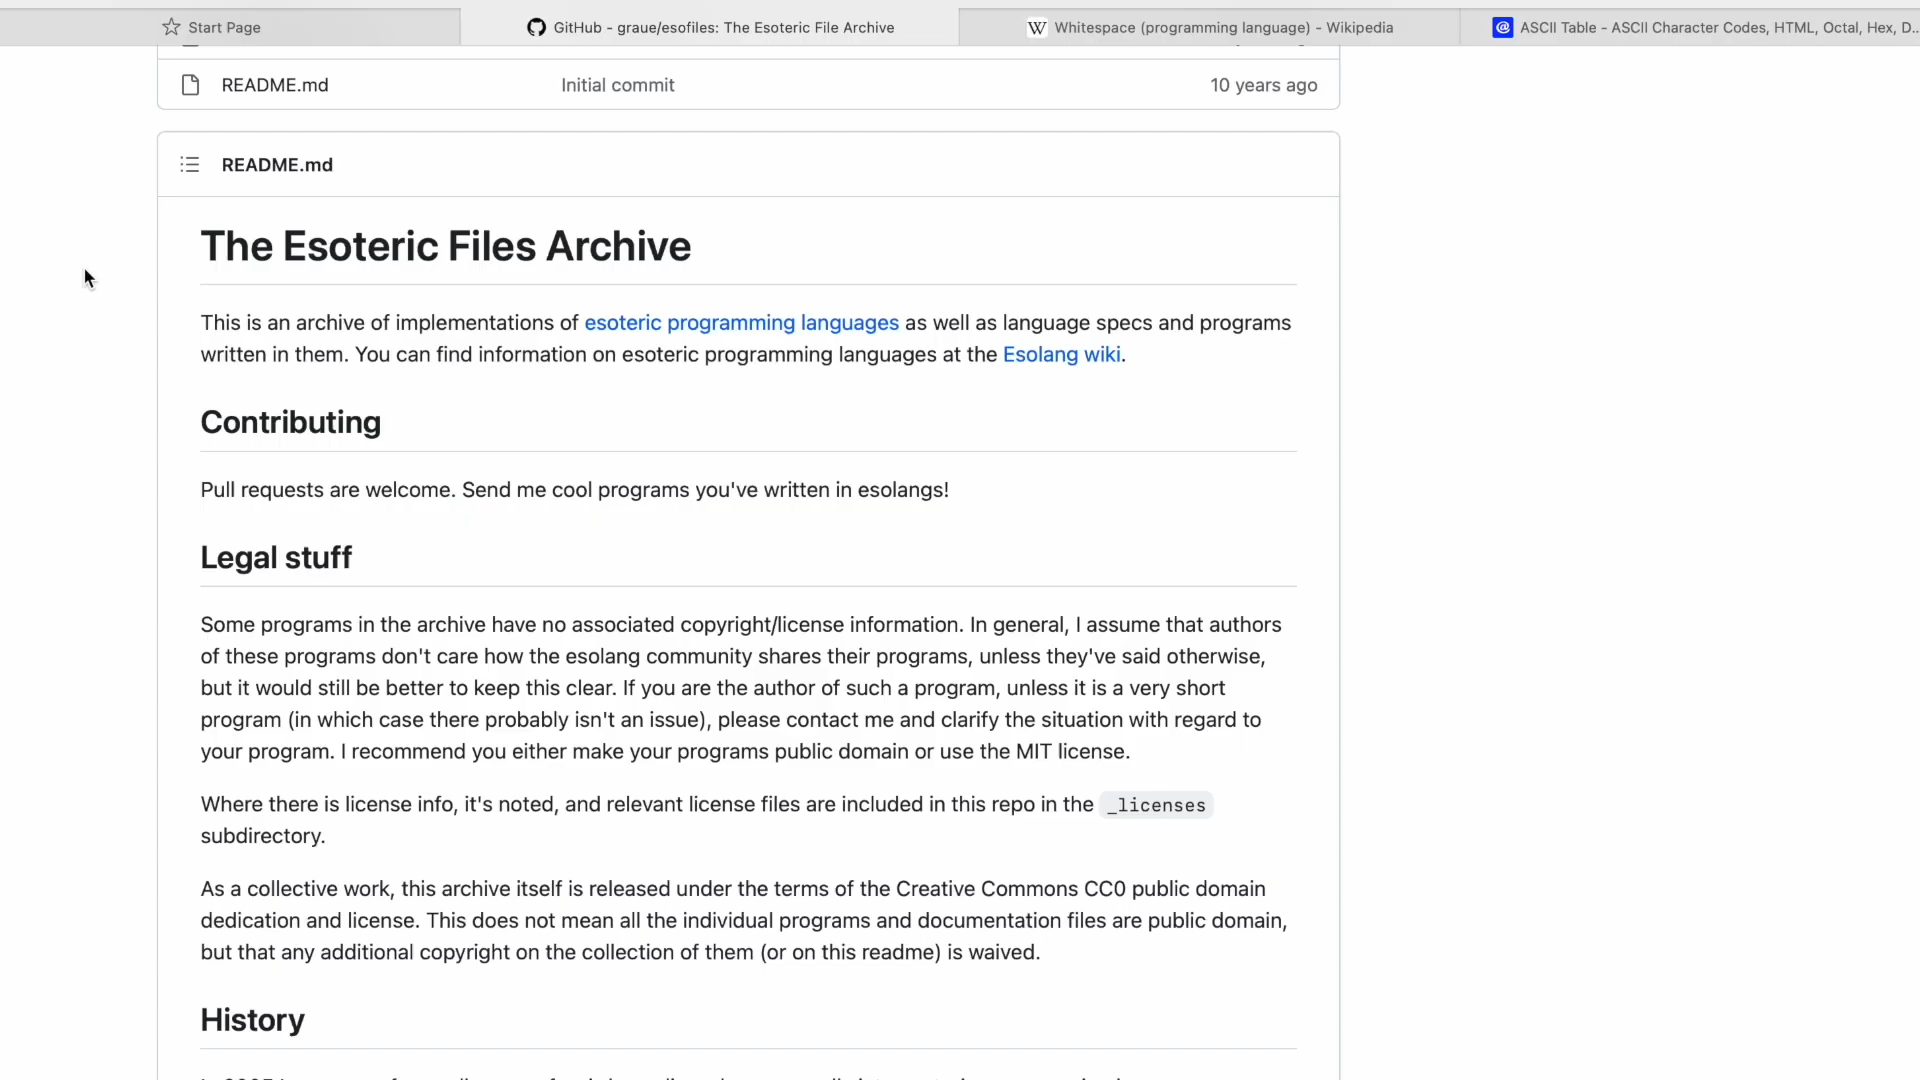 Start Page
GitHub - graue/esofiles: The Esoteric File Archive
Whitespace (programming language) - Wikipedia
ASCII Table - ASCII Character Codes, HTML, Octal, Hex, D...
README.md Initial commit 10 years ago
README.md
The Esoteric Files Archive
This is an archive of implementations of esoteric programming languages as well as language specs and programs
written in them. You can find information on esoteric programming languages at the Esolang wiki.
Contributing
Pull requests are welcome. Send me cool programs you've written in esolangs!
Legal stuff
Some programs in the archive have no associated copyright/license information. In general, I assume that authors
of these programs don't care how the esolang community shares their programs, unless they've said otherwise,
but it would still be better to keep this clear. If you are the author of such a program, unless it is a very short
program (in which case there probably isn't an issue), please contact me and clarify the situation with regard to
your program. I recommend you either make your programs public domain or use the MIT license.
Where there is license info, it's noted, and relevant license files are included in this repo in the _licenses
subdirectory.
As a collective work, this archive itself is released under the terms of the Creative Commons CC0 public domain
dedication and license. This does not mean all the individual programs and documentation files are public domain,
but that any additional copyright on the collection of them (or on this readme) is waived.
History